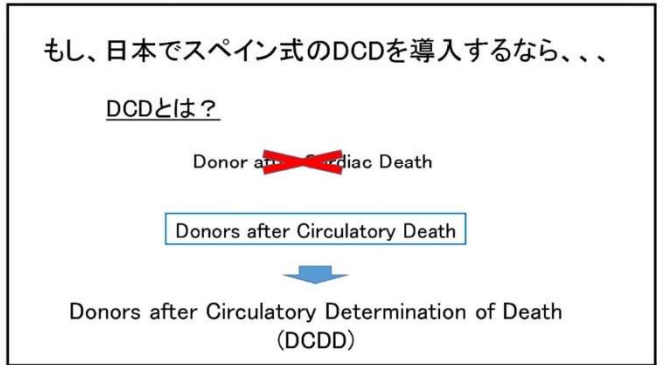 もし、日本でスペイン式のDCDを導入するなら、、、
DCDとは？
Donor after Cardiac Death
Donors after Circulatory Death
Donors after Circulatory Determination of Death
(DCDD)